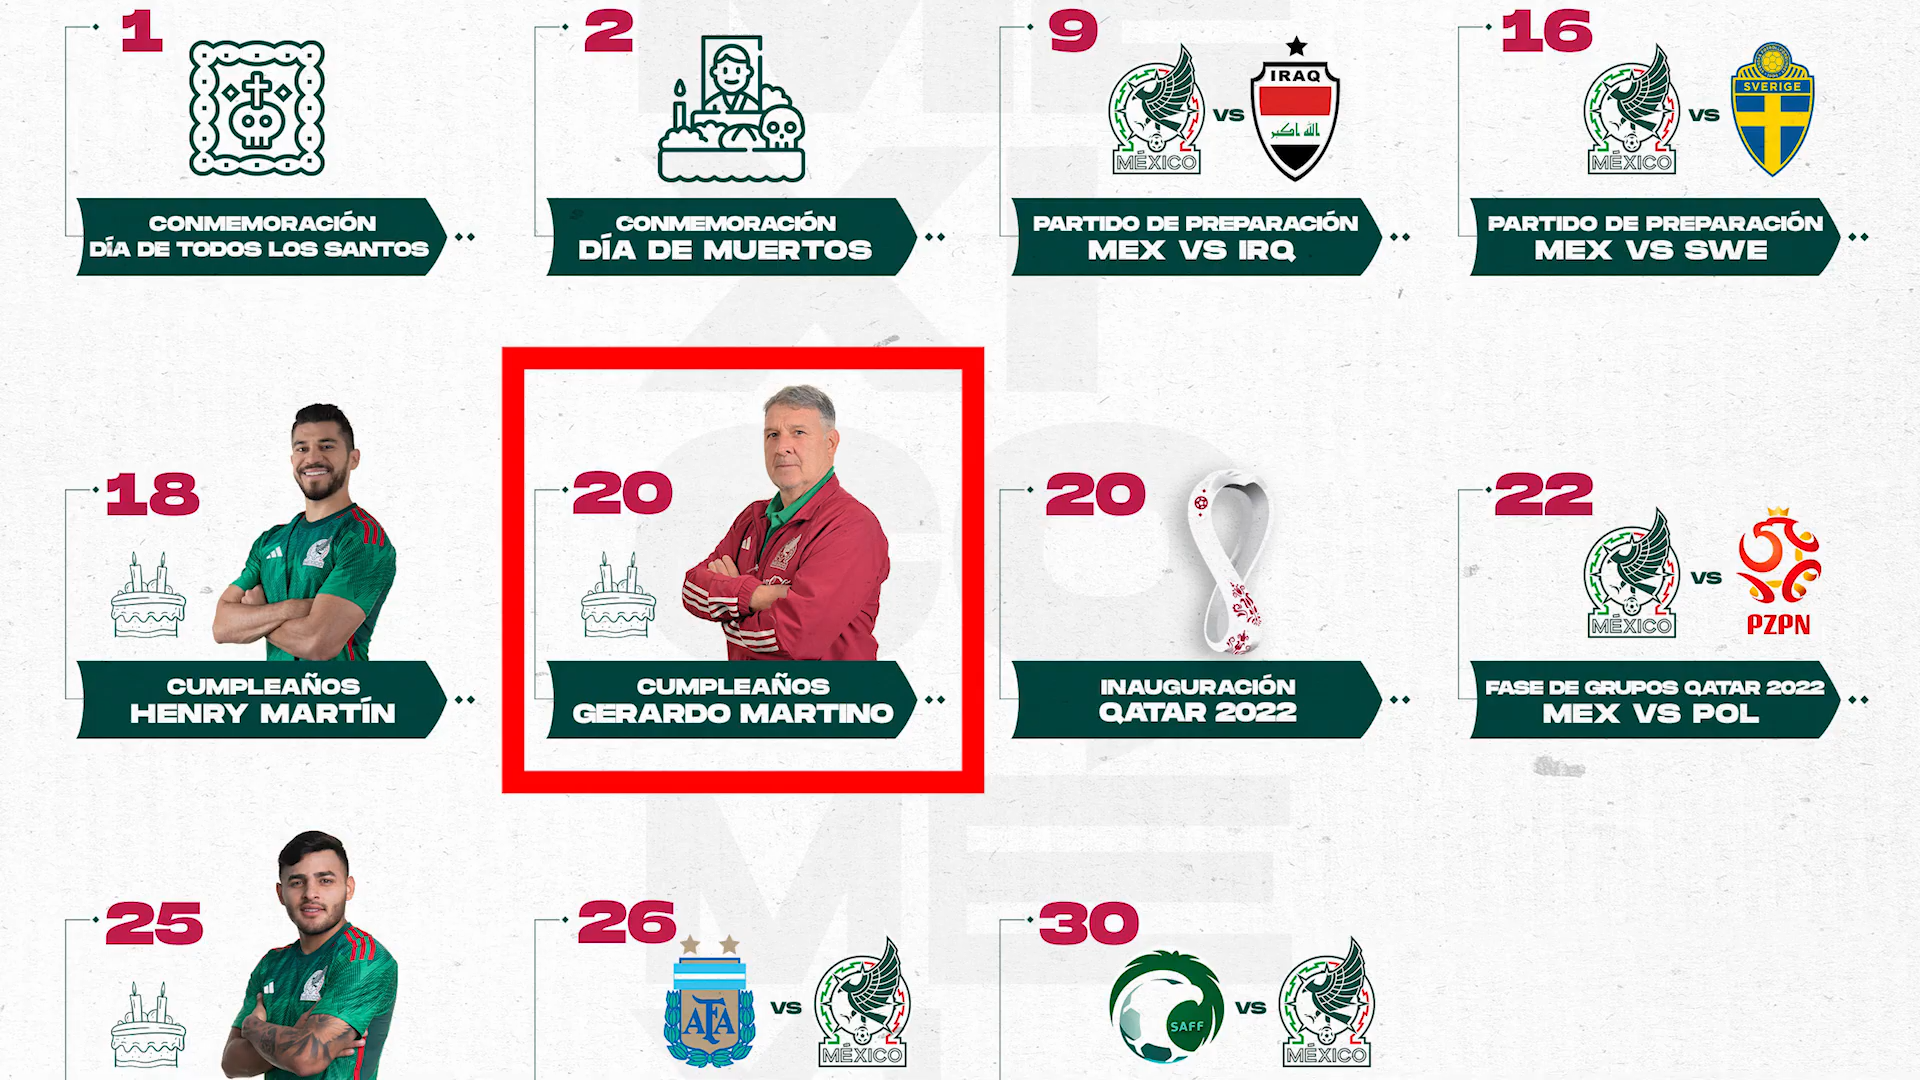 1
CONMEMORACIÓN
DÍA DE TODOS LOS SANTOS
2
CONMEMORACIÓN
DÍA DE MUERTOS
9
MÉXICO
VS
IRAQ
الله اكبر
PARTIDO DE PREPARACIÓN
MEX VS IRQ
16
MÉXICO
VS
SVERIGE
PARTIDO DE PREPARACIÓN
MEX VS SWE
18
CUMPLEAÑOS
HENRY MARTÍN
20
CUMPLEAÑOS
GERARDO MARTINO
20
INAUGURACIÓN
QATAR 2022
22
MÉXICO
VS
PZPN
FASE DE GRUPOS QATAR 2022
MEX VS POL
25
26
AFA
VS
MÉXICO
30
SAFF
VS
MÉXICO